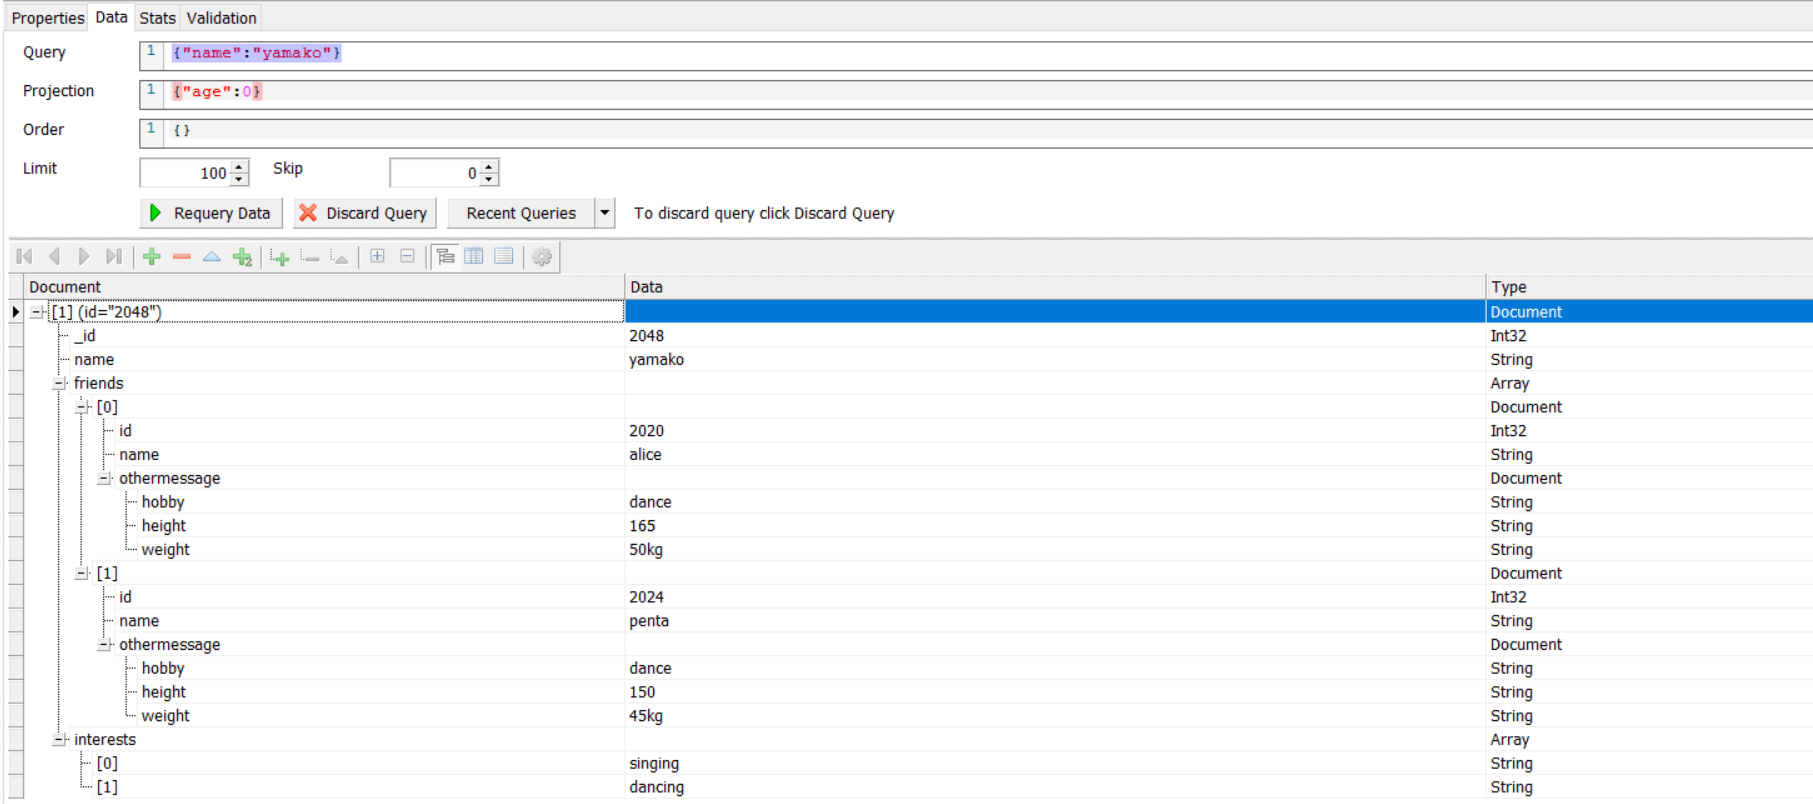 Properties Data Stats Validation
Query 1 {"name":"yamako"}
Projection 1 {"age":0}
Order 1 {}
Limit 100 Skip 0
Requery Data Discard Query Recent Queries To discard query click Discard Query
Document Data Type
[1] (id="2048") Document
_id 2048 Int32
name yamako String
friends Array
[0] Document
id 2020 Int32
name alice String
othermessage Document
hobby dance String
height 165 String
weight 50kg String
[1] Document
id 2024 Int32
name penta String
othermessage Document
hobby dance String
height 150 String
weight 45kg String
interests Array
[0] singing String
[1] dancing String